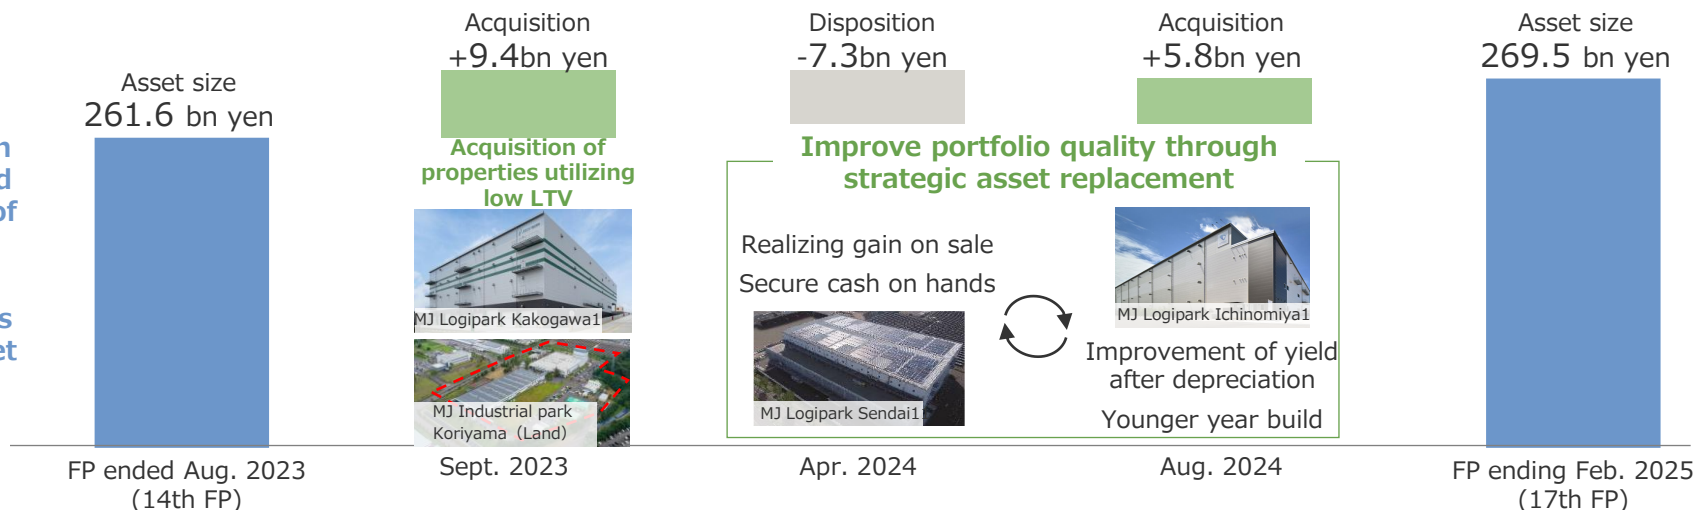 Asset size
261.6 bn yen
Acquisition
+9.4bn yen
Acquisition of
properties utilizing
low LTV
MJ Logipark Kakogawa1
MJ Industrial park
Koriyama (Land)
Disposition
-7.3bn yen
Acquisition
+5.8bn yen
Improve portfolio quality through
strategic asset replacement
Realizing gain on sale
Secure cash on hands
MJ Logipark Sendai1
MJ Logipark Ichinomiya1
Improvement of yield
after depreciation
Younger year build
Asset size
269.5 bn yen
FP ended Aug. 2023
(14th FP)
Sept. 2023
Apr. 2024
Aug. 2024
FP ending Feb. 2025
(17th FP)